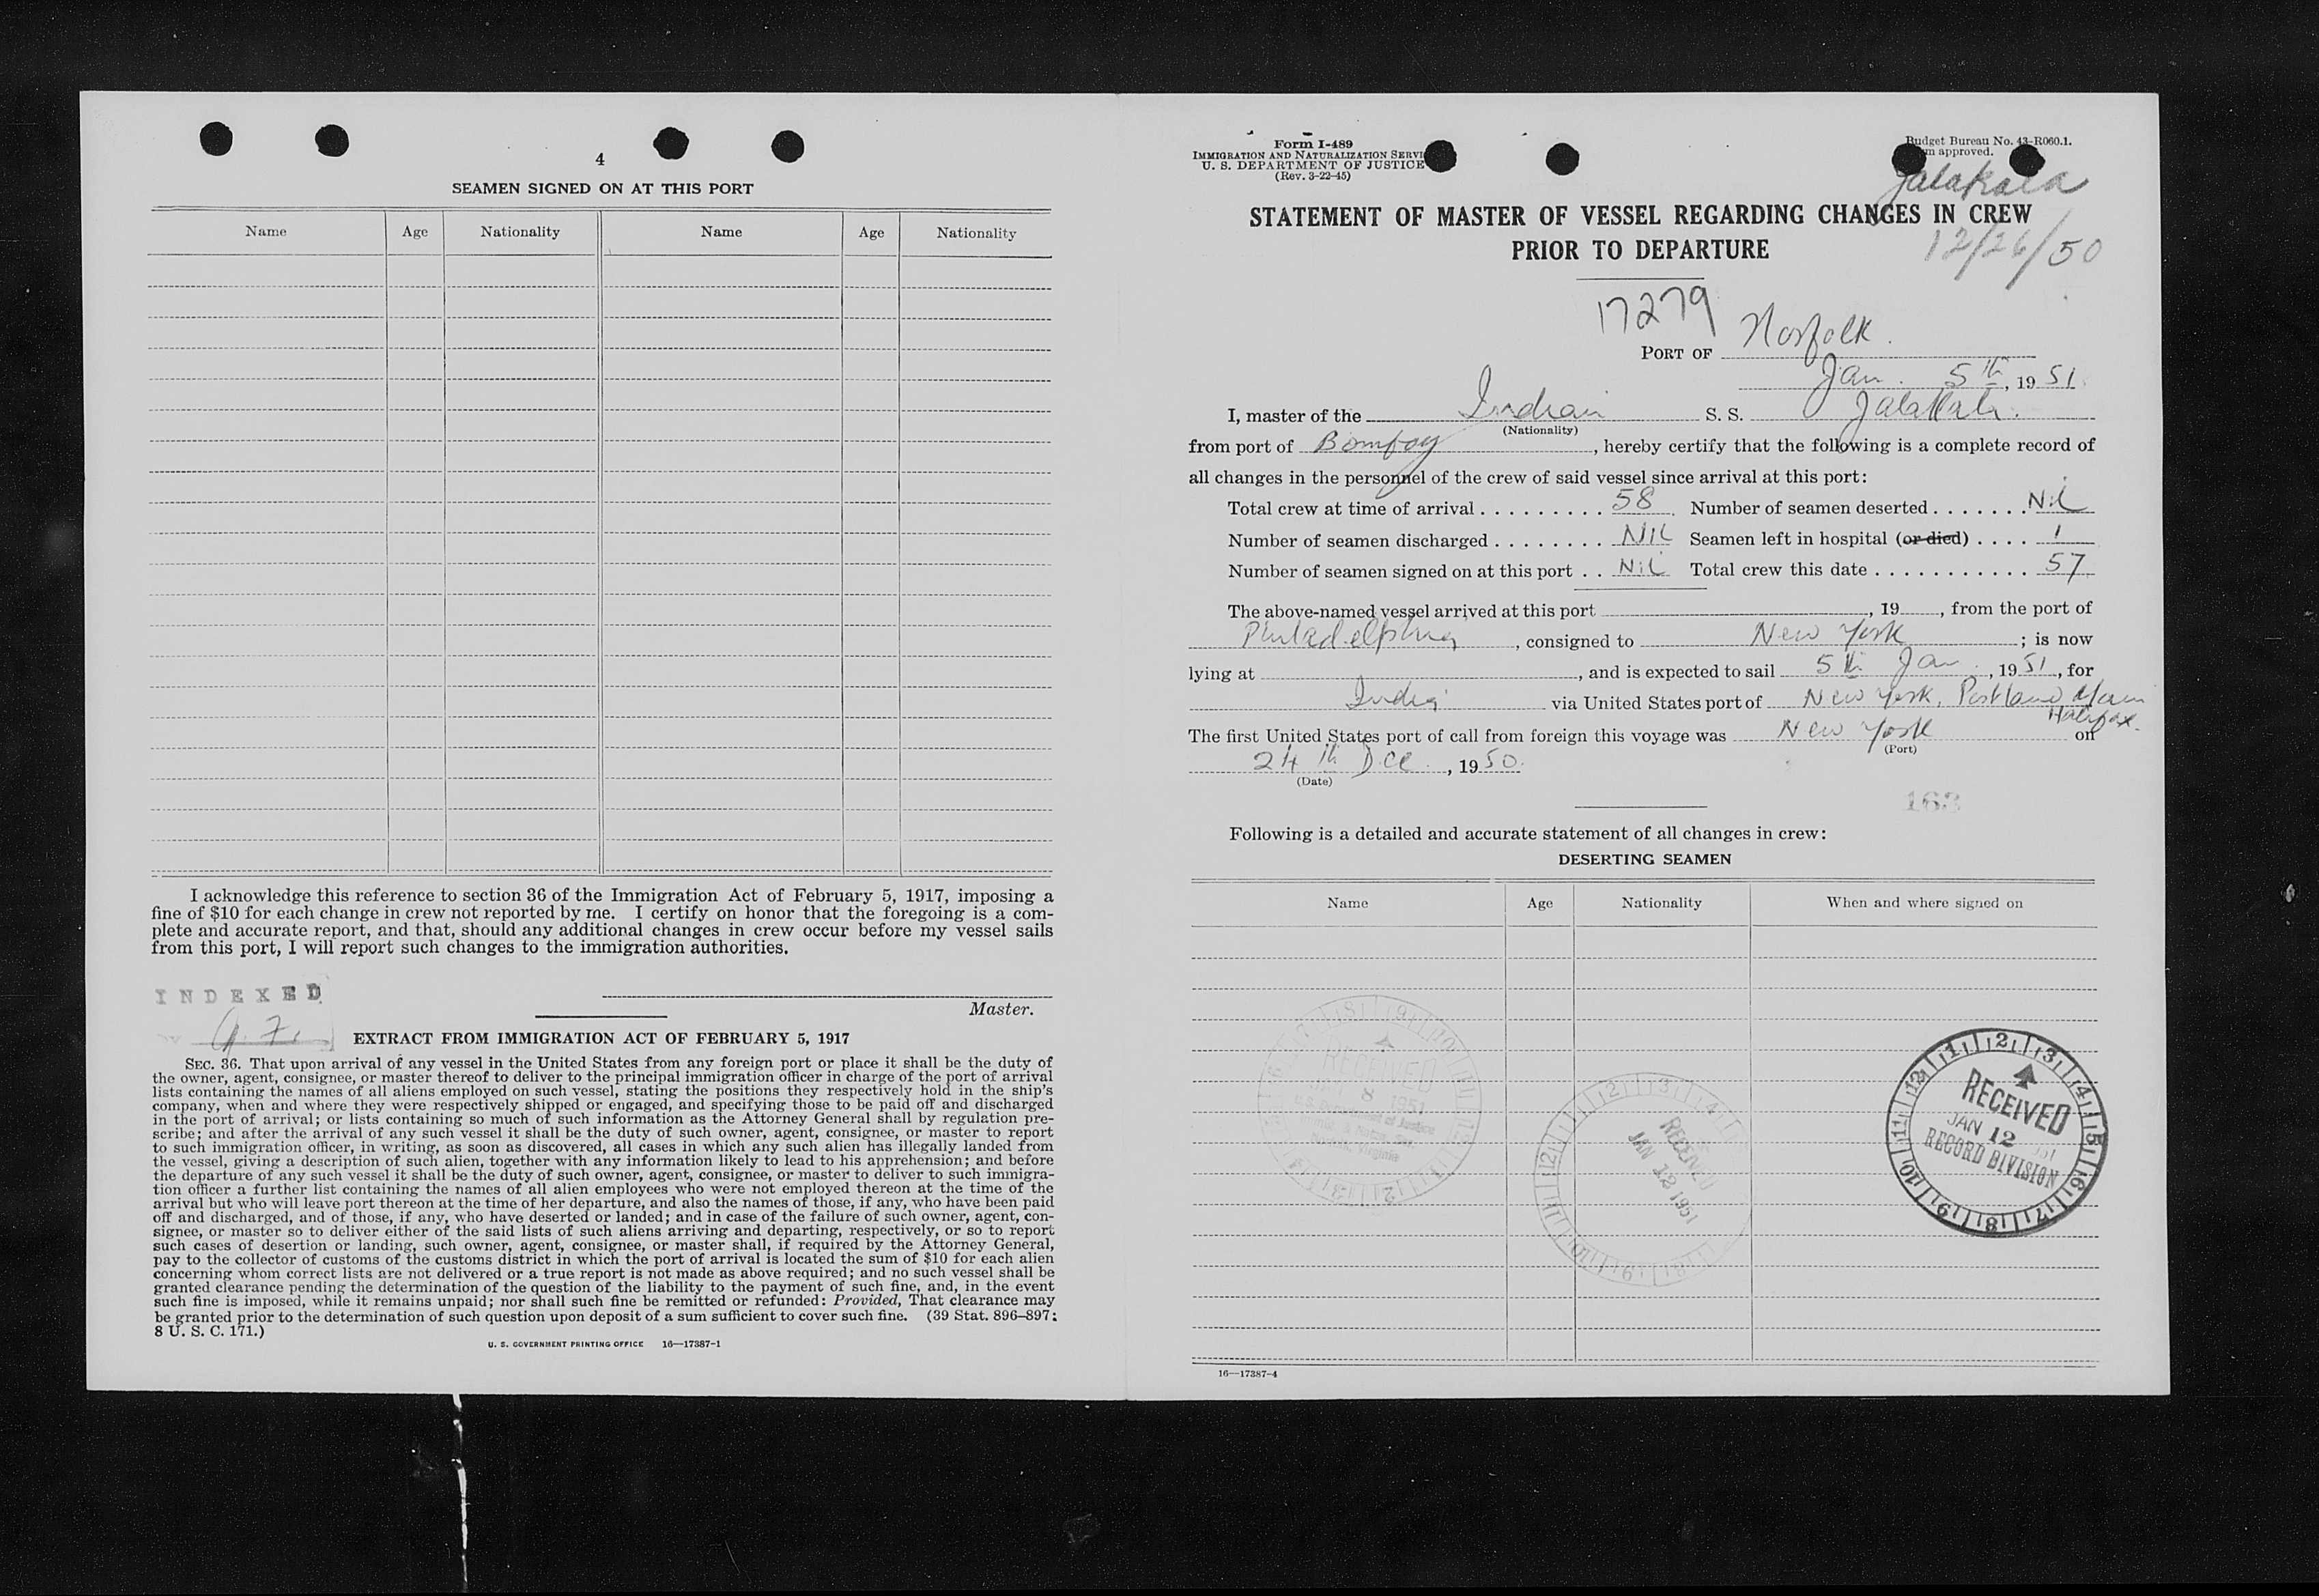 4
SEAMEN SIGNED ON AT THIS PORT
Name Age Nationality Name Age Nationality
I acknowledge this reference to section 36 of the Immigration Act of February 5, 1917, imposing a
fine of $10 for each change in crew not reported by me. I certify on honor that the foregoing is a com-
plete and accurate report, and that, should any additional changes in crew occur before my vessel sails
from this port, I will report such changes to the immigration authorities.
INDEXED
Master.
EXTRACT FROM IMMIGRATION ACT OF FEBRUARY 5, 1917
SEC. 36. That upon arrival of any vessel in the United States from any foreign port or place it shall be the duty of
the owner, agent, consignee, or master thereof to deliver to the principal immigration officer in charge of the port of arrival
lists containing the names of all aliens employed on such vessel, stating the positions they respectively hold in the ship's
company, when and where they were respectively shipped or engaged, and specifying those to be paid off and discharged
in the port of arrival; or lists containing so much of such information as the Attorney General shall by regulation pre-
scribe; and after the arrival of any such vessel it shall be the duty of such owner, agent, consignee, or master to report
to such immigration officer, in writing, as soon as discovered, all cases in which any such alien has illegally landed from
the vessel, giving a description of such alien, together with any information likely to lead to his apprehension; and before
the departure of any such vessel it shall be the duty of such owner, agent, consignee, or master to deliver to such immigra-
tion officer a further list containing the names of all alien employees who were not employed thereon at the time of the
arrival but who will leave port thereon at the time of her departure, and also the names of those, if any, who have been paid
off and discharged, and of those, if any, who have deserted or landed; and in case of the failure of such owner, agent, con-
signee, or master so to deliver either of the said lists of such aliens arriving and departing, respectively, or so to report
such cases of desertion or landing, such owner, agent, consignee, or master shall, if required by the Attorney General,
pay to the collector of customs of the customs district in which the port of arrival is located the sum of $10 for each alien
concerning whom correct lists are not delivered or a true report is not made as above required; and no such vessel shall be
granted clearance pending the determination of the question of the liability to the payment of such fine, and, in the event
such fine is imposed, while it remains unpaid; nor shall such fine be remitted or refunded: Provided, That clearance may
be granted prior to the determination of such question upon deposit of a sum sufficient to cover such fine. (39 Stat. 896–897;
8 U. S. C. 171.)
U. S. GOVERNMENT PRINTING OFFICE 16—17387-1
Form I-489
IMMIGRATION AND NATURALIZATION SERVI
U. S. DEPARTMENT OF JUSTICE
(Rev. 3-22-45)
Budget Bureau No. 43-R060.1.
approved.
Jalakala
STATEMENT OF MASTER OF VESSEL REGARDING CHANGES IN CREW
PRIOR TO DEPARTURE
12/26/50
17279
PORT OF Norfolk.
Jan. 5th, 1951
I, master of the Indian S. S. Jalakala.
(Nationality)
from port of Bombay, hereby certify that the following is a complete record of
all changes in the personnel of the crew of said vessel since arrival at this port:
Total crew at time of arrival 58 Number of seamen deserted Nil
Number of seamen discharged Nil Seamen left in hospital (or died) 1
Number of seamen signed on at this port Nil Total crew this date 57
The above-named vessel arrived at this port , 19 , from the port of
Philadelphia, consigned to New York; is now
lying at , and is expected to sail 5th Jan., 1951, for
India via United States port of New York, Portland
Halifax.
The first United States port of call from foreign this voyage was New York on
(Port)
24th Dec., 1950.
(Date)
163
Following is a detailed and accurate statement of all changes in crew:
DESERTING SEAMEN
Name Age Nationality When and where signed on
RECEIVED
8 1951
U.S. Department of Justice
Virginia
RECEIVED
JAN 12 1951
RECEIVED
JAN 12
RECORD DIVISION
16—17387-4